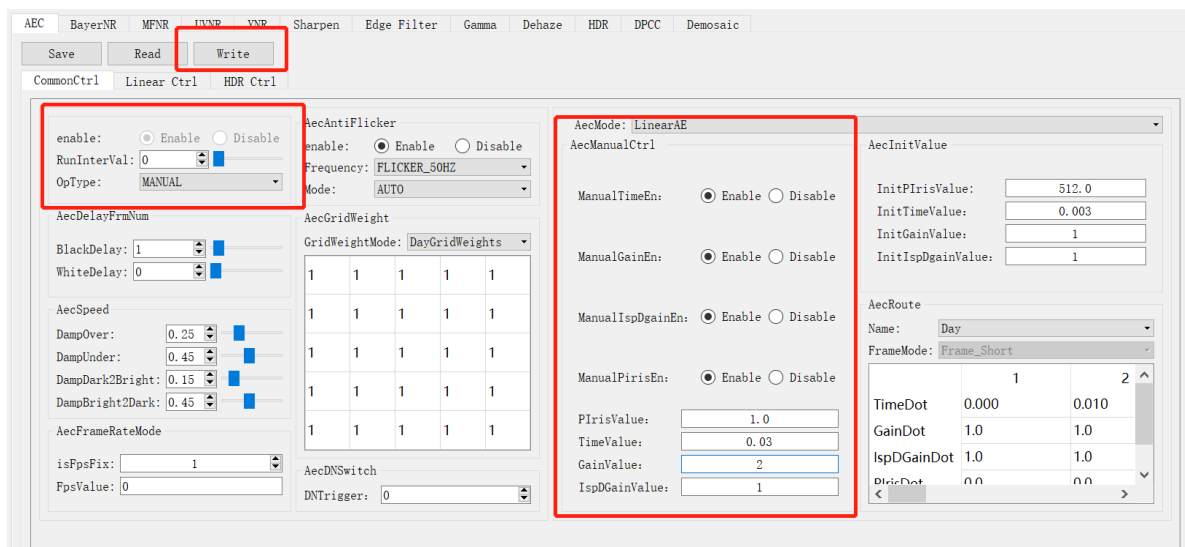 AEC BayerNR MFNR UVNR YNR Sharpen Edge Filter Gamma Dehaze HDR DPCC Demosaic
Save Read Write
CommonCtrl Linear Ctrl HDR Ctrl
enable: Enable Disable
RunInterVal: 0
OpType: MANUAL
AecDelayFrmNum
BlackDelay: 1
WhiteDelay: 0
AecSpeed
DampOver: 0.25
DampUnder: 0.45
DampDark2Bright: 0.15
DampBright2Dark: 0.45
AecFrameRateMode
isFpsFix: 1
FpsValue: 0
AecAntiFlicker
enable: Enable Disable
Frequency: FLICKER_50HZ
Mode: AUTO
AecGridWeight
GridWeightMode: DayGridWeights
1 1 1 1 1
1 1 1 1 1
1 1 1 1 1
1 1 1 1 1
1 1 1 1 1
AecDNSwitch
DNTrigger: 0
AecMode: LinearAE
AecManualCtrl
ManualTimeEn: Enable Disable
ManualGainEn: Enable Disable
ManualIspDgainEn: Enable Disable
ManualPirisEn: Enable Disable
PIrisValue: 1.0
TimeValue: 0.03
GainValue: 2
IspDGainValue: 1
AecInitValue
InitPIrisValue: 512.0
InitTimeValue: 0.003
InitGainValue: 1
InitIspDgainValue: 1
AecRoute
Name: Day
FrameMode: Frame_Short
1 2
TimeDot 0.000 0.010
GainDot 1.0 1.0
IspDGainDot 1.0 1.0
PIrisDot 0.0 0.0